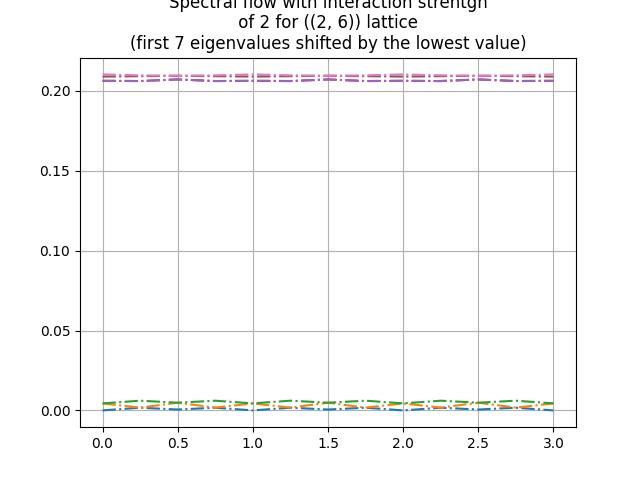 Spectral flow with interaction strentgh
of 2 for ((2, 6)) lattice
(first 7 eigenvalues shifted by the lowest value)
0.20
0.15
0.10
0.05
0.00
0.0 0.5 1.0 1.5 2.0 2.5 3.0